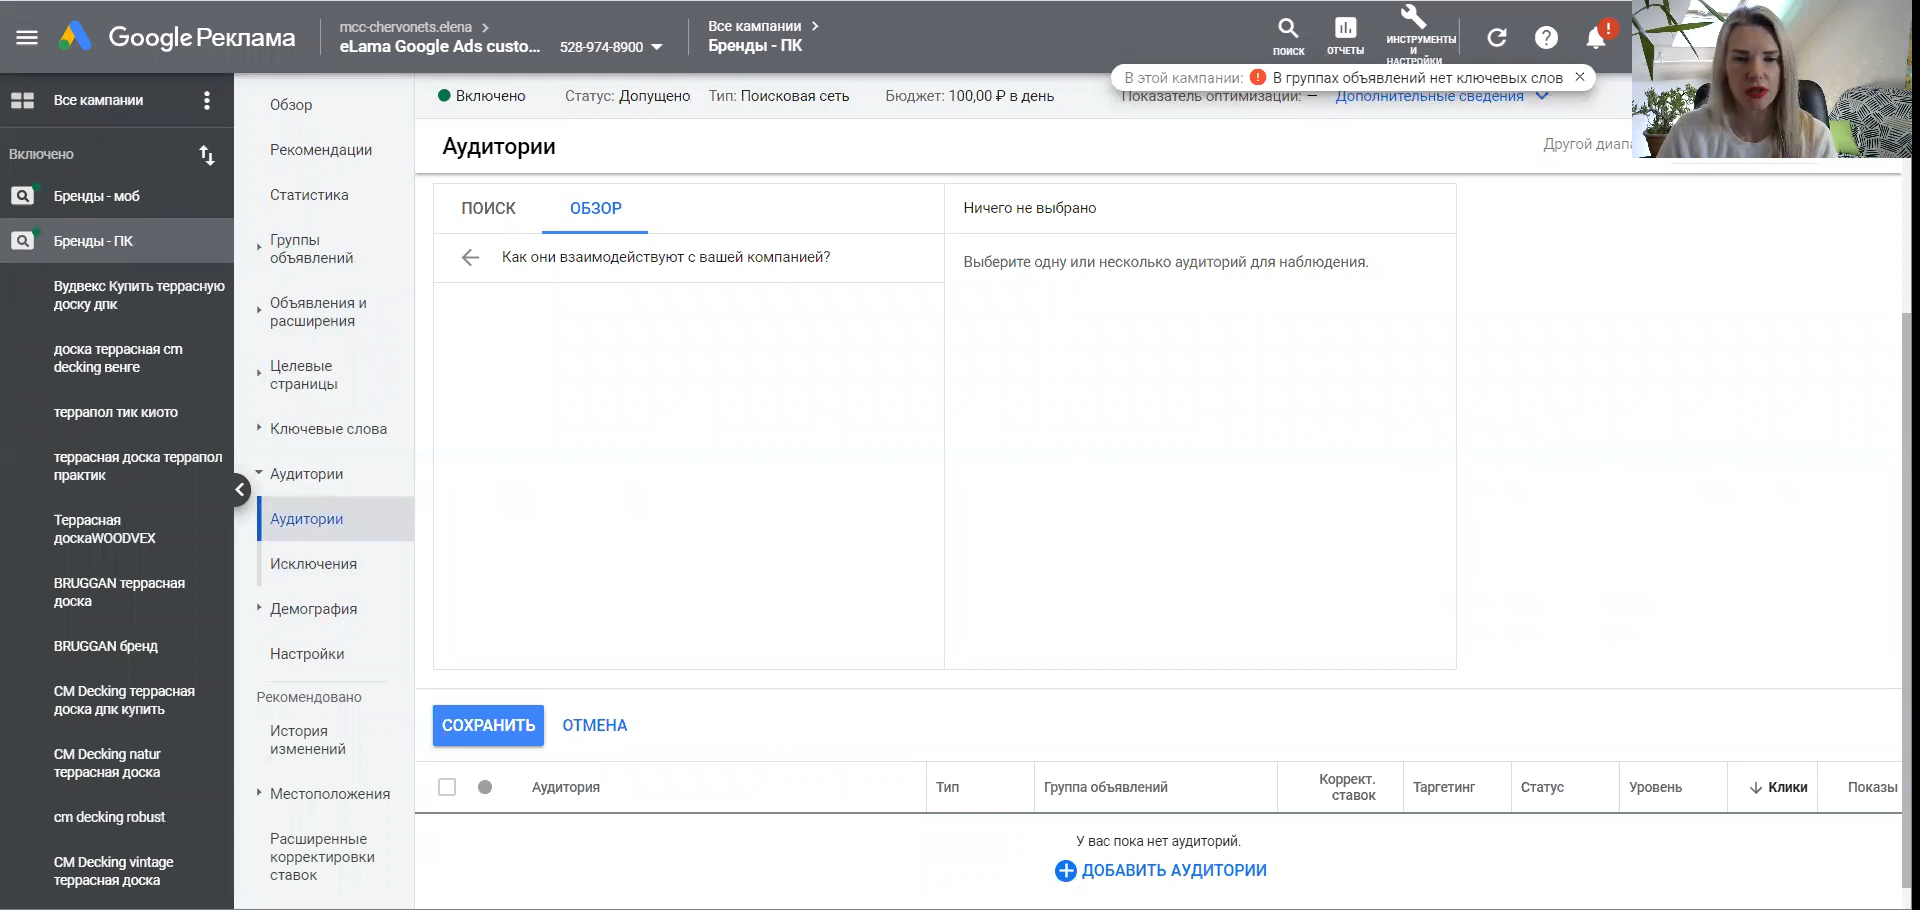 Google Реклама
mcc-chervonets.elena
eLama Google Ads custo...
528-974-8900
Все кампании
Бренды - ПК
ПОИСК
ОТЧЕТЫ
ИНСТРУМЕНТЫ
И
НАСТРОЙКИ
!
В этой кампании: ! В группах объявлений нет ключевых слов
Все кампании
Включено
Бренды - моб
Бренды - ПК
Вудвекс Купить террасную
доску дпк
доска террасная cm
decking венге
террапол тик киото
террасная доска террапол
практик
Террасная
доскаWOODVEX
BRUGGAN террасная
доска
BRUGGAN бренд
CM Decking террасная
доска дпк купить
CM Decking natur
террасная доска
cm decking robust
CM Decking vintage
террасная доска
Обзор
Рекомендации
Статистика
Группы
объявлений
Объявления и
расширения
Целевые
страницы
Ключевые слова
Аудитории
Аудитории
Исключения
Демография
Настройки
Рекомендовано
История
изменений
Местоположения
Расширенные
корректировки
ставок
Включено
Статус: Допущено
Тип: Поисковая сеть
Бюджет: 100,00 ₽ в день
Показатель оптимизации: –
Дополнительные сведения
Аудитории
Другой диапа
ПОИСК
ОБЗОР
Ничего не выбрано
Как они взаимодействуют с вашей компанией?
Выберите одну или несколько аудиторий для наблюдения.
СОХРАНИТЬ
ОТМЕНА
Аудитория
Тип
Группа объявлений
Коррект.
ставок
Таргетинг
Статус
Уровень
Клики
Показы
У вас пока нет аудиторий.
ДОБАВИТЬ АУДИТОРИИ